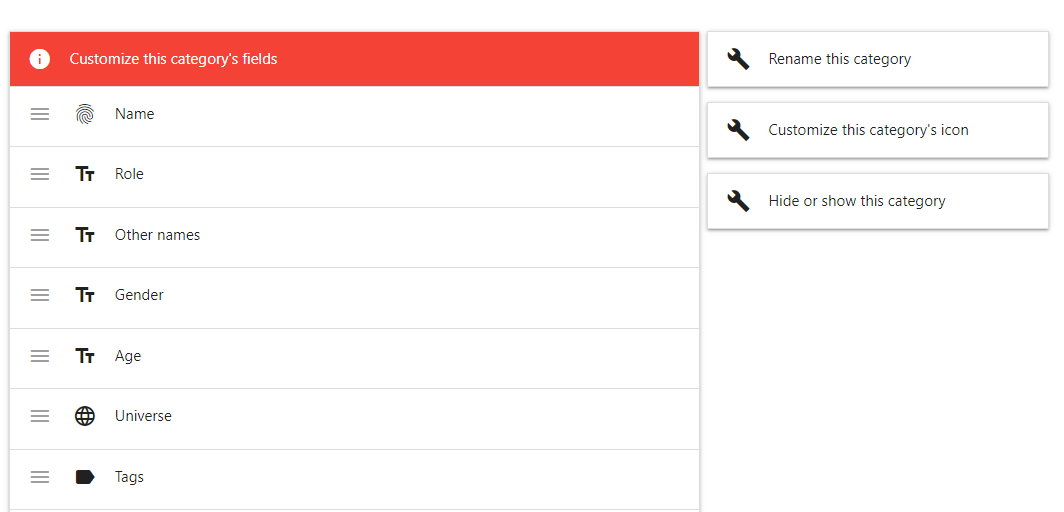 Customize this category's fields
Name
Role
Other names
Gender
Age
Universe
Tags
Rename this category
Customize this category's icon
Hide or show this category